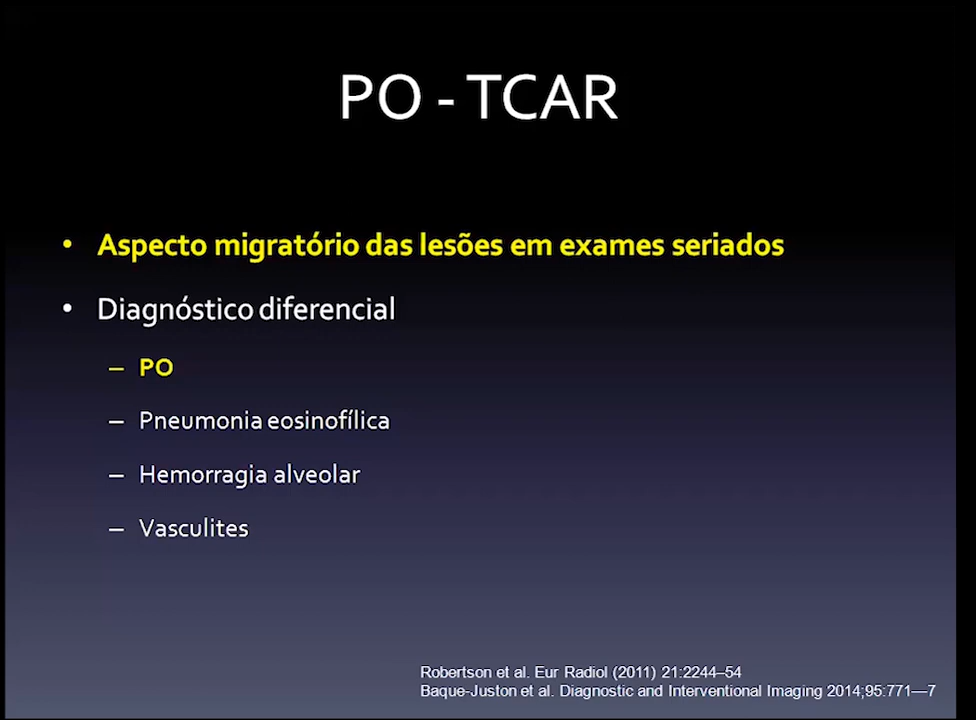 PO - TCAR
• Aspecto migratório das lesões em exames seriados
• Diagnóstico diferencial
– PO
– Pneumonia eosinofílica
– Hemorragia alveolar
– Vasculites
Robertson et al. Eur Radiol (2011) 21:2244–54
Baque-Juston et al. Diagnostic and Interventional Imaging 2014;95:771—7